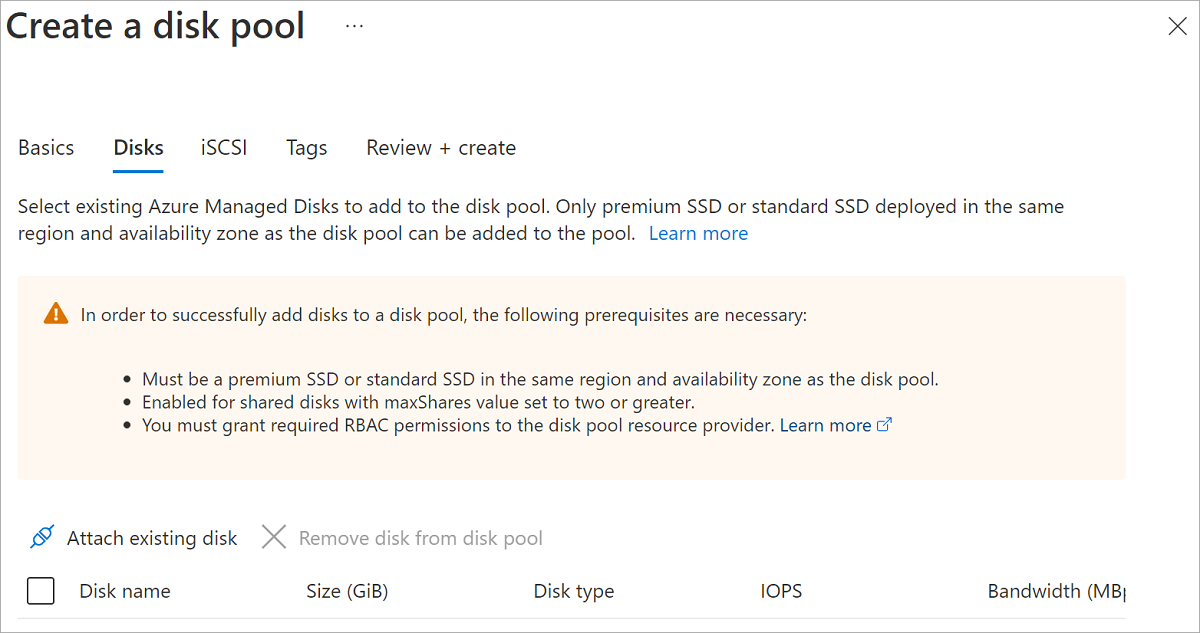 Create a disk pool ...
Basics Disks iSCSI Tags Review + create
Select existing Azure Managed Disks to add to the disk pool. Only premium SSD or standard SSD deployed in the same
region and availability zone as the disk pool can be added to the pool. Learn more
In order to successfully add disks to a disk pool, the following prerequisites are necessary:
• Must be a premium SSD or standard SSD in the same region and availability zone as the disk pool.
• Enabled for shared disks with maxShares value set to two or greater.
• You must grant required RBAC permissions to the disk pool resource provider. Learn more
Attach existing disk Remove disk from disk pool
Disk name Size (GiB) Disk type IOPS Bandwidth (MB